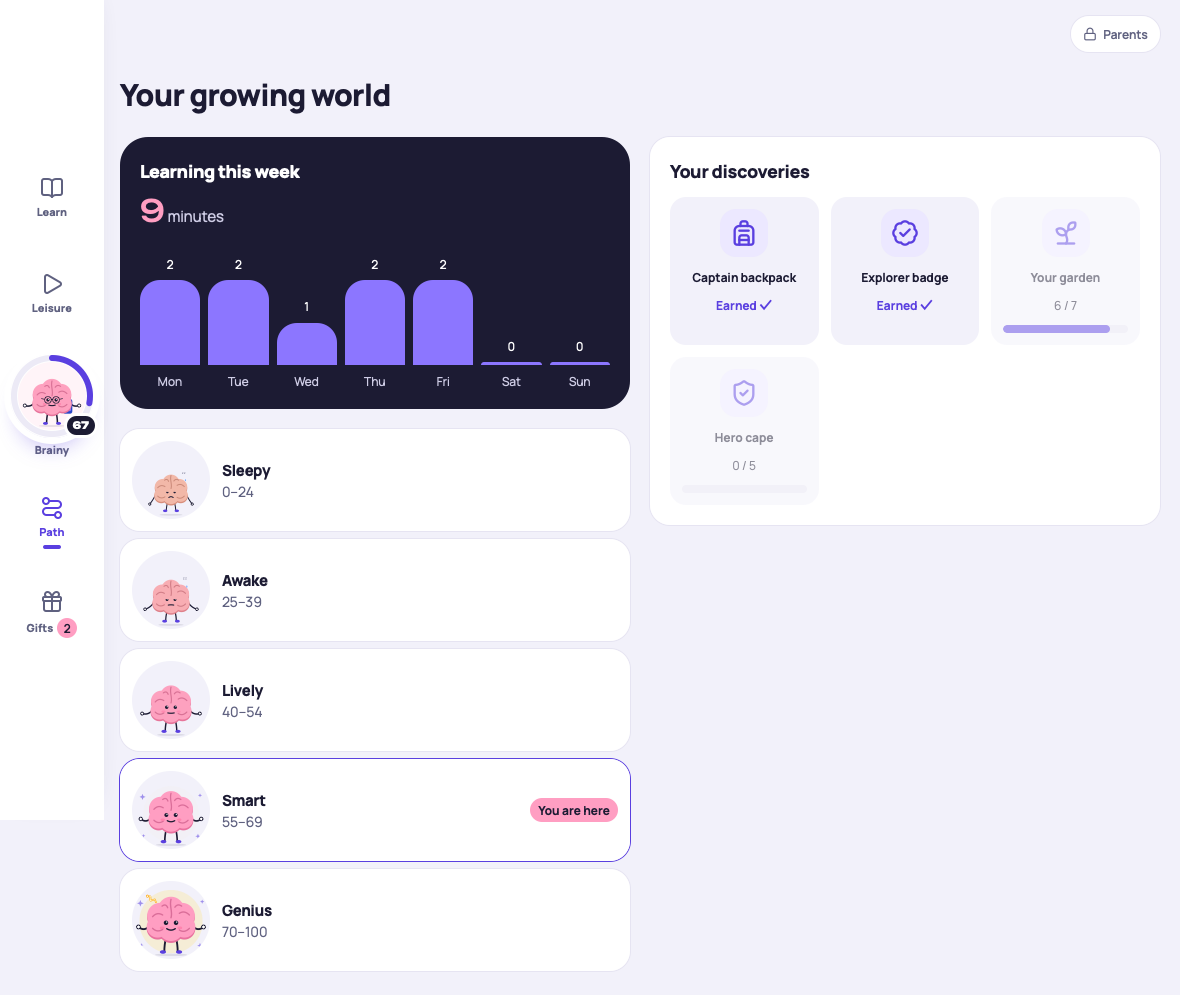 Parents
Your growing world
Learn
Leisure
67
Brainy
Path
Gifts 2
Learning this week
9 minutes
2 2 1 2 2 0 0
Mon Tue Wed Thu Fri Sat Sun
Sleepy
0–24
Awake
25–39
Lively
40–54
Smart
55–69
You are here
Genius
70–100
Your discoveries
Captain backpack
Earned
Explorer badge
Earned
Your garden
6 / 7
Hero cape
0 / 5